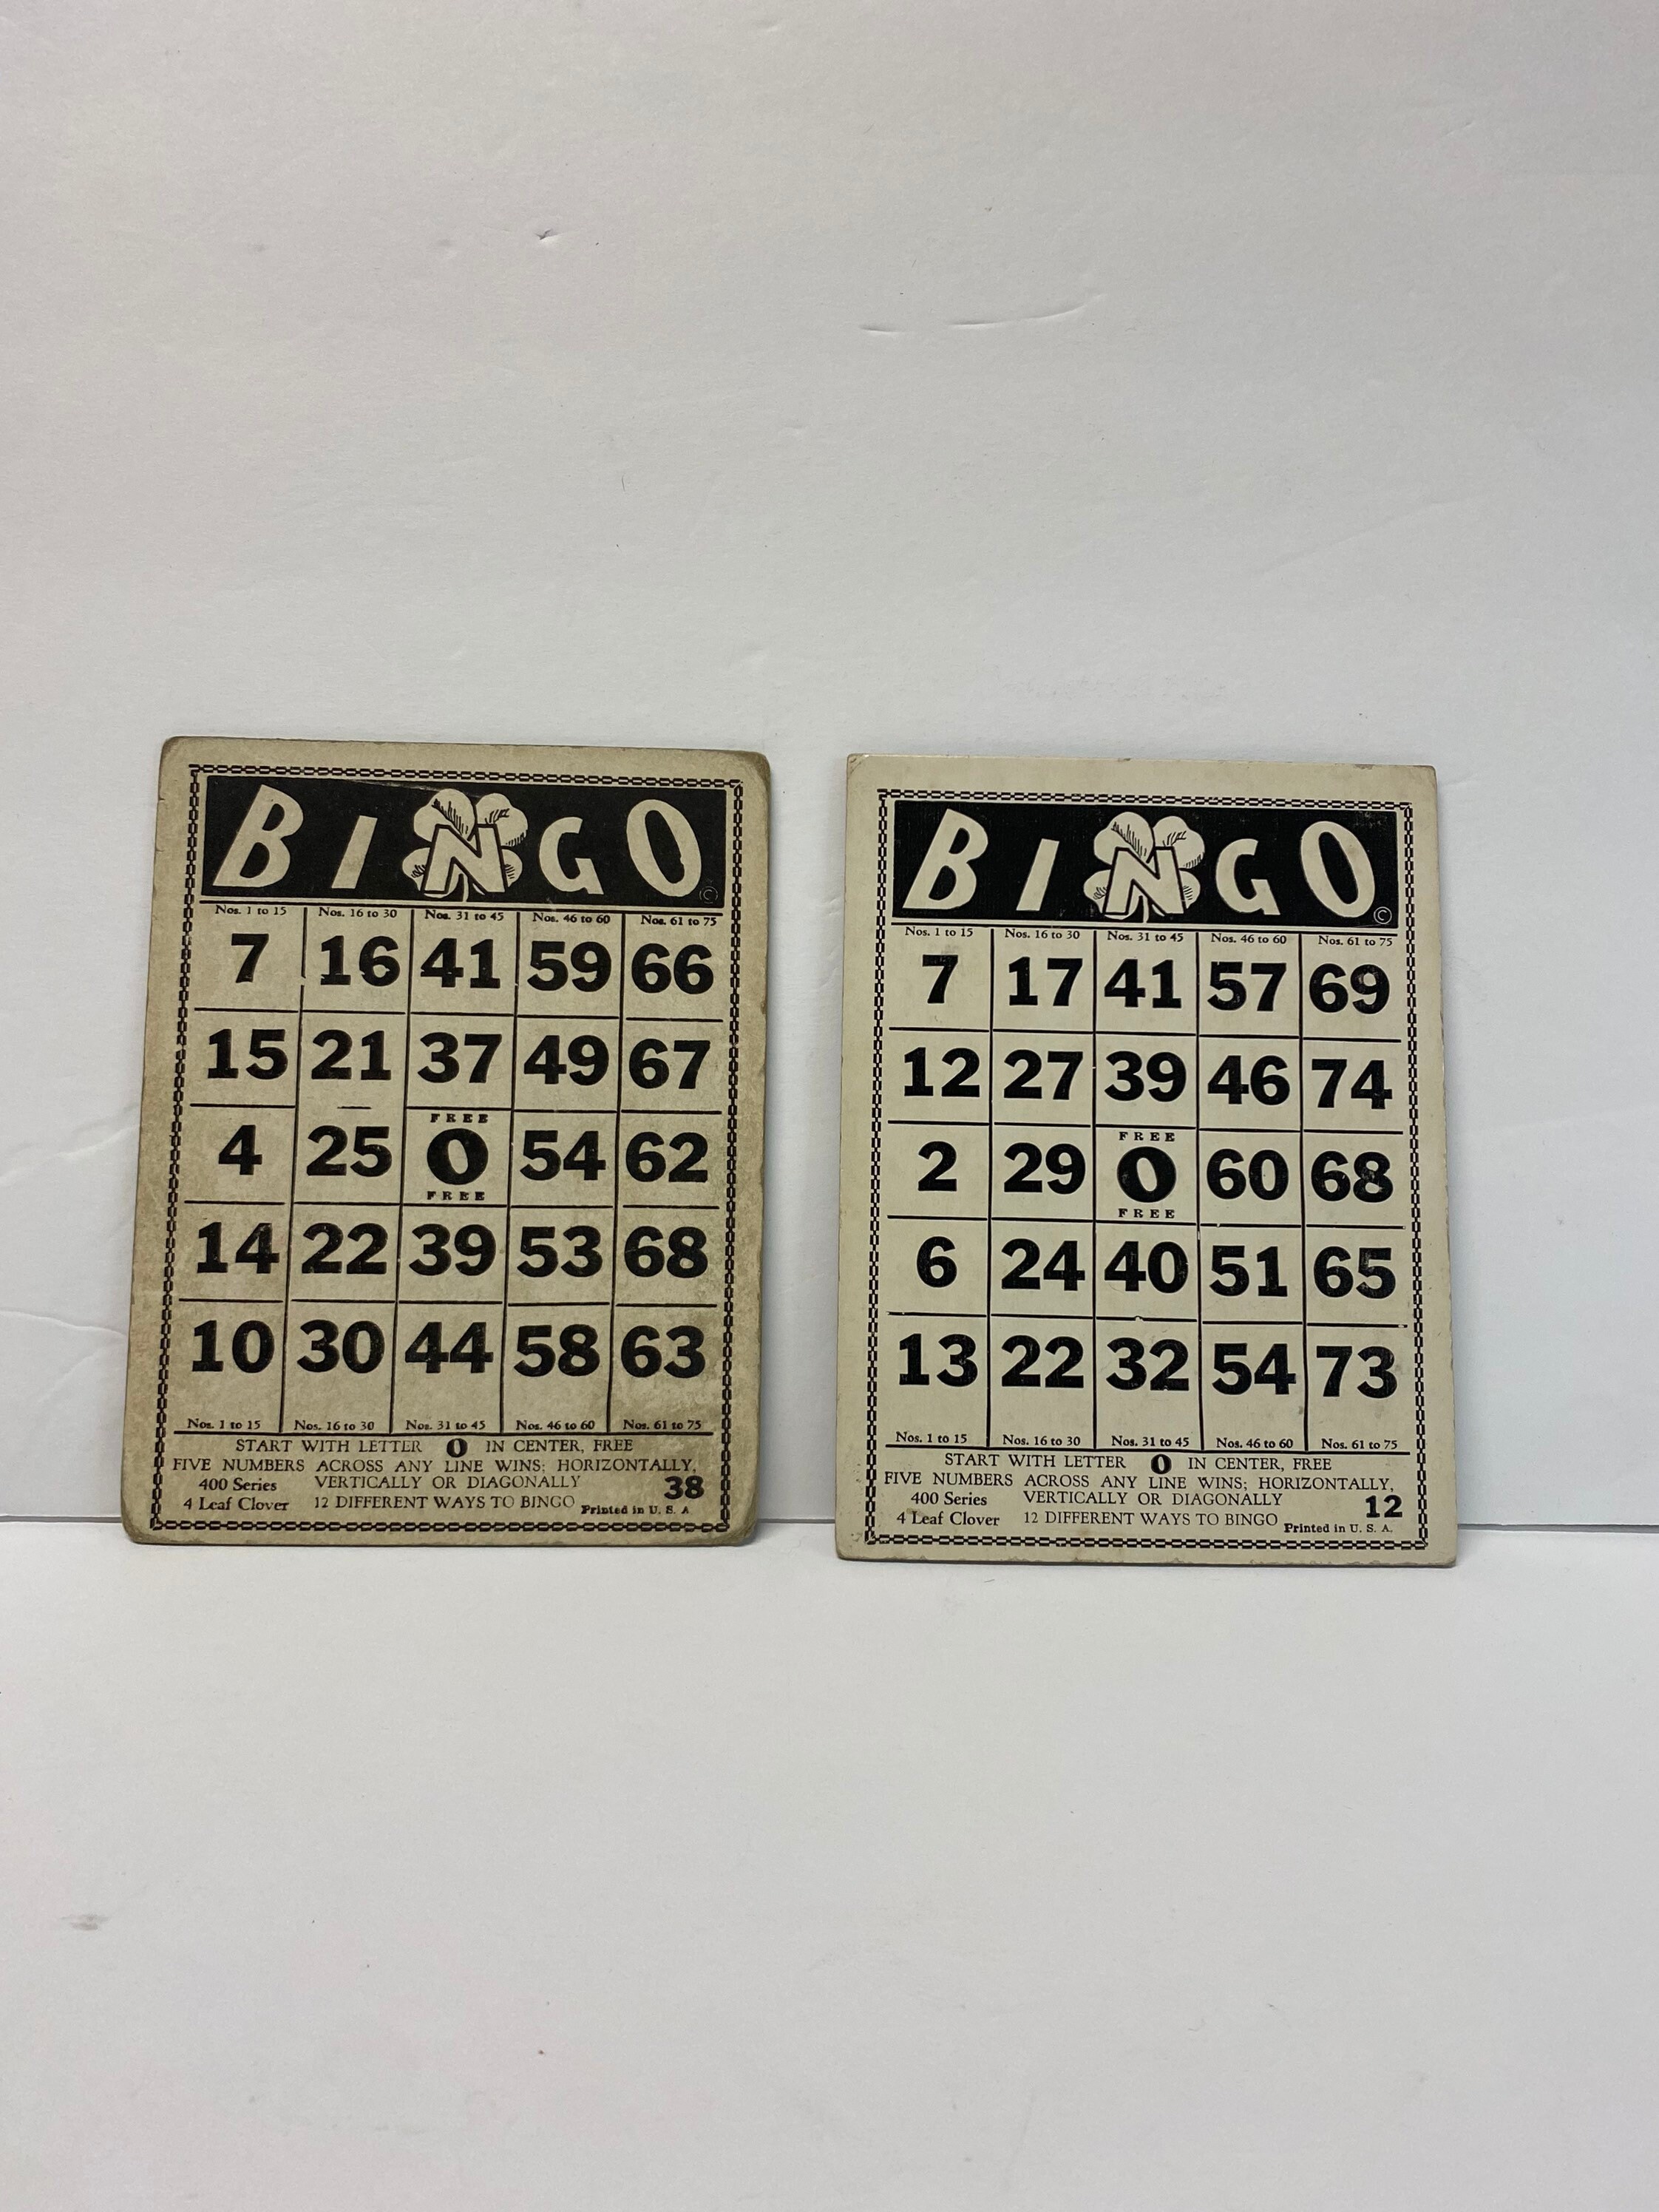 BINGO
Nos. 1 to 15 Nos. 16 to 30 Nos. 31 to 45 Nos. 46 to 60 Nos. 61 to 75
7 16 41 59 66
15 21 37 49 67
FREE
4 25 O 54 62
FREE
14 22 39 53 68
10 30 44 58 63
Nos. 1 to 15 Nos. 16 to 30 Nos. 31 to 45 Nos. 46 to 60 Nos. 61 to 75
START WITH LETTER O IN CENTER, FREE
FIVE NUMBERS ACROSS ANY LINE WINS; HORIZONTALLY,
400 Series VERTICALLY OR DIAGONALLY 38
4 Leaf Clover 12 DIFFERENT WAYS TO BINGO Printed in U. S. A
©
BINGO
©
Nos. 1 to 15 Nos. 16 to 30 Nos. 31 to 45 Nos. 46 to 60 Nos. 61 to 75
7 17 41 57 69
12 27 39 46 74
FREE
2 29 O 60 68
FREE
6 24 40 51 65
13 22 32 54 73
Nos. 1 to 15 Nos. 16 to 30 Nos. 31 to 45 Nos. 46 to 60 Nos. 61 to 75
START WITH LETTER O IN CENTER, FREE
FIVE NUMBERS ACROSS ANY LINE WINS; HORIZONTALLY,
400 Series VERTICALLY OR DIAGONALLY 12
4 Leaf Clover 12 DIFFERENT WAYS TO BINGO Printed in U. S. A.